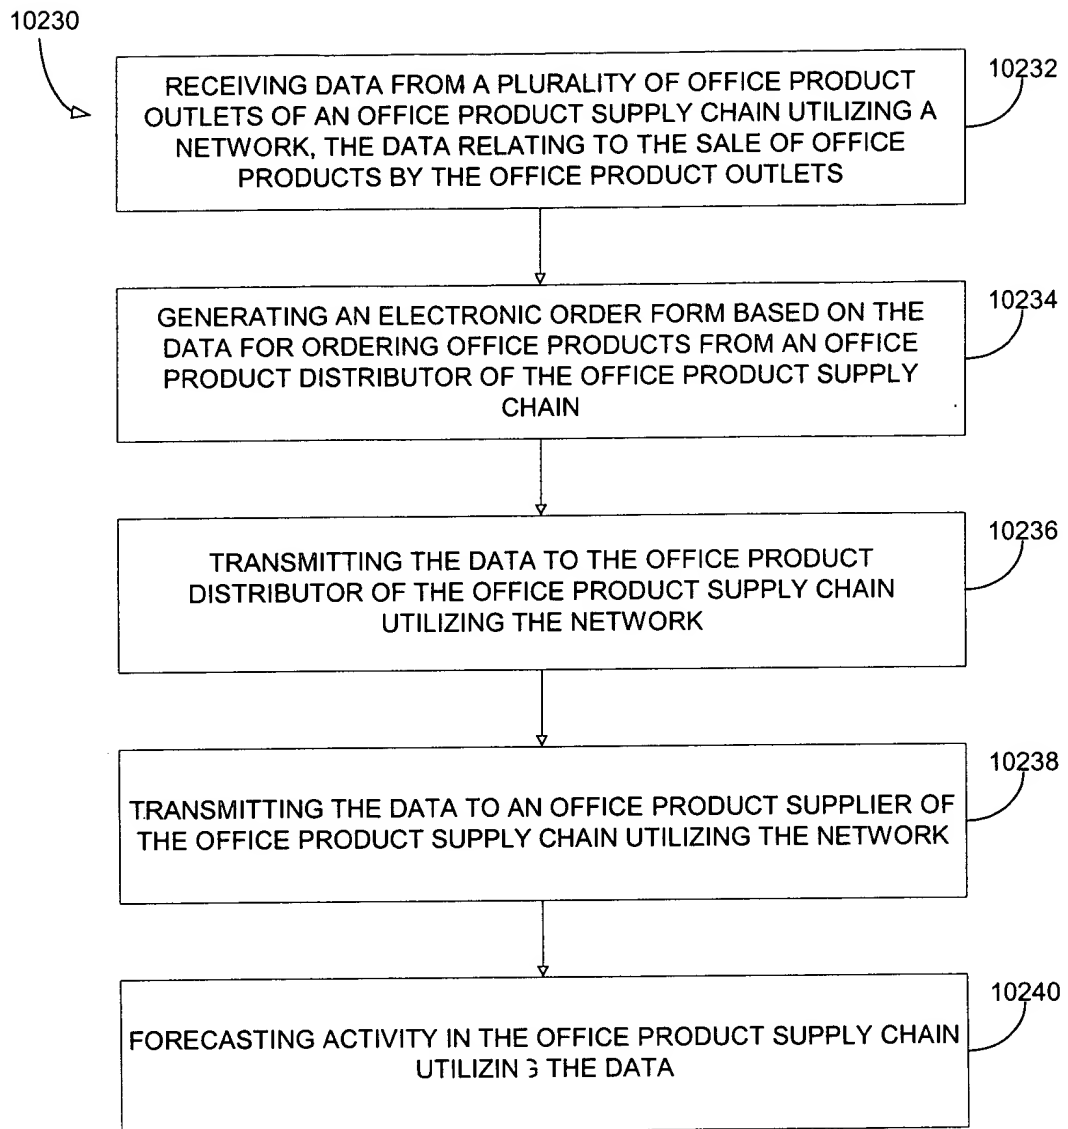 10230
10232
RECEIVING DATA FROM A PLURALITY OF OFFICE PRODUCT
OUTLETS OF AN OFFICE PRODUCT SUPPLY CHAIN UTILIZING A
NETWORK, THE DATA RELATING TO THE SALE OF OFFICE
PRODUCTS BY THE OFFICE PRODUCT OUTLETS
10234
GENERATING AN ELECTRONIC ORDER FORM BASED ON THE
DATA FOR ORDERING OFFICE PRODUCTS FROM AN OFFICE
PRODUCT DISTRIBUTOR OF THE OFFICE PRODUCT SUPPLY
CHAIN
10236
TRANSMITTING THE DATA TO THE OFFICE PRODUCT
DISTRIBUTOR OF THE OFFICE PRODUCT SUPPLY CHAIN
UTILIZING THE NETWORK
10238
TRANSMITTING THE DATA TO AN OFFICE PRODUCT SUPPLIER OF
THE OFFICE PRODUCT SUPPLY CHAIN UTILIZING THE NETWORK
10240
FORECASTING ACTIVITY IN THE OFFICE PRODUCT SUPPLY CHAIN
UTILIZING THE DATA